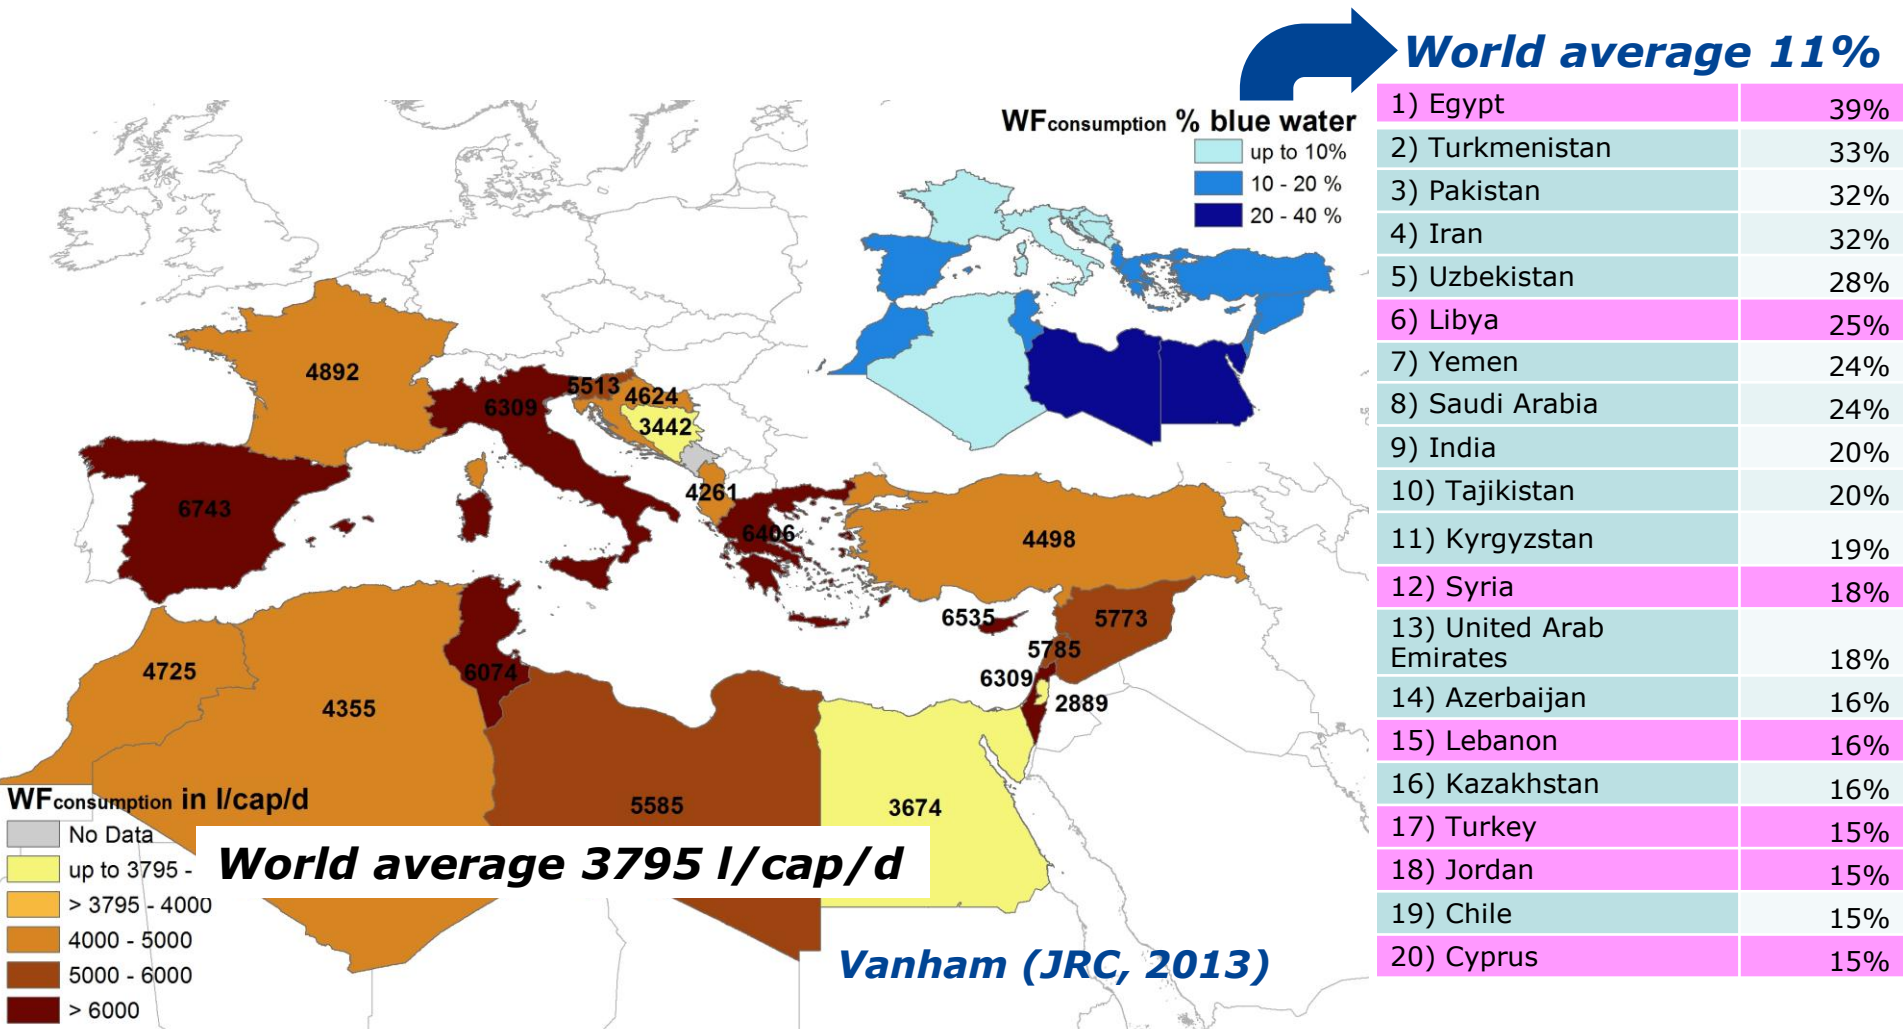 World average 11%
WFconsumption % blue water
up to 10%
10 - 20 %
20 - 40 %
1) Egypt 39%
2) Turkmenistan 33%
3) Pakistan 32%
4) Iran 32%
5) Uzbekistan 28%
6) Libya 25%
7) Yemen 24%
8) Saudi Arabia 24%
9) India 20%
10) Tajikistan 20%
11) Kyrgyzstan 19%
12) Syria 18%
13) United Arab
Emirates 18%
14) Azerbaijan 16%
15) Lebanon 16%
16) Kazakhstan 16%
17) Turkey 15%
18) Jordan 15%
19) Chile 15%
20) Cyprus 15%
4892
5513
4624
6309
3442
6743
4261
6406
4498
6535
5773
5785
6309
2889
4725
6074
4355
5585
3674
WFconsumption in l/cap/d
No Data
up to 3795 -
> 3795 - 4000
4000 - 5000
5000 - 6000
> 6000
World average 3795 l/cap/d
Vanham (JRC, 2013)